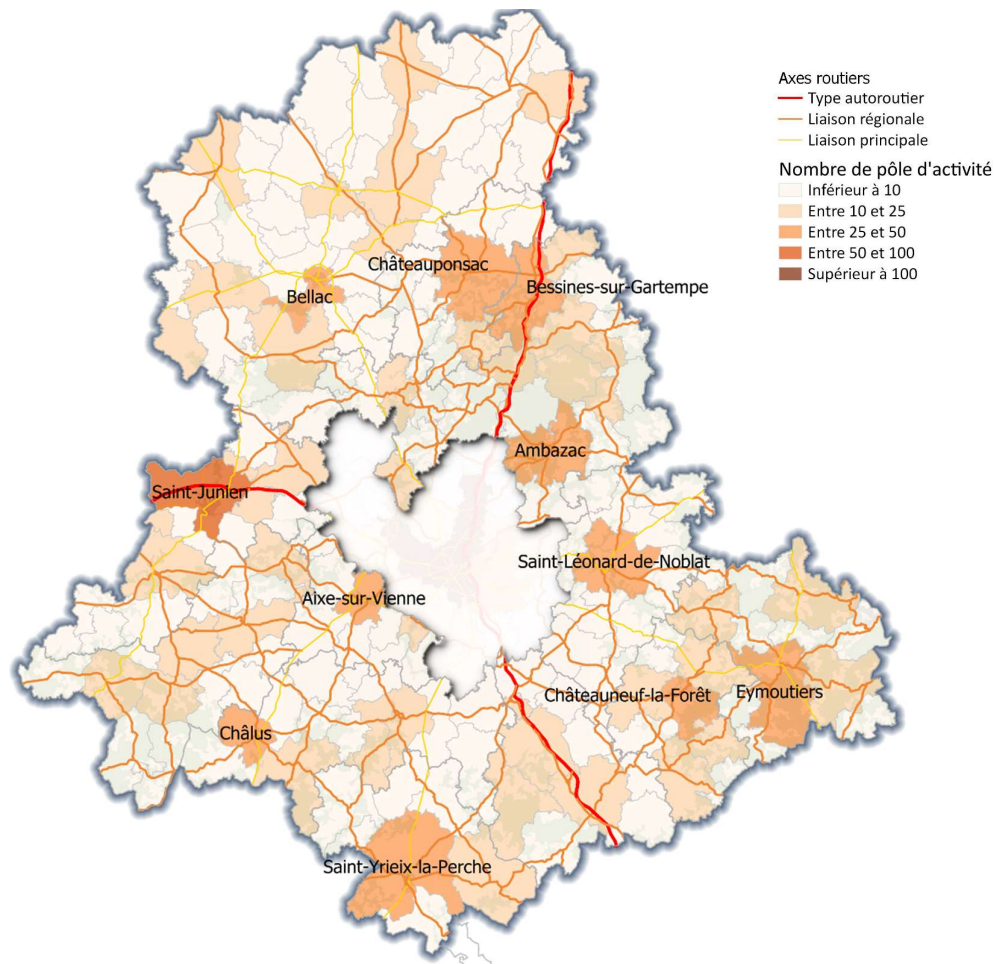 Axes routiers
Type autoroutier
Liaison régionale
Liaison principale
Nombre de pôle d'activité
Inférieur à 10
Entre 10 et 25
Entre 25 et 50
Entre 50 et 100
Supérieur à 100
Châteauponsac
Bessines-sur-Gartempe
Bellac
Ambazac
Saint-Junien
Saint-Léonard-de-Noblat
Aixe-sur-Vienne
Châteauneuf-la-Forêt
Eymoutiers
Châlus
Saint-Yrieix-la-Perche